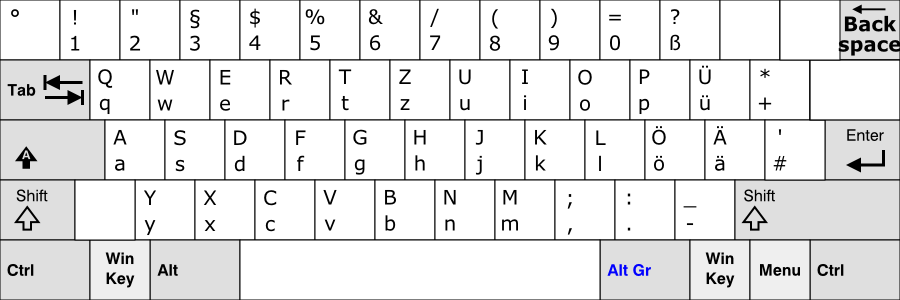 ° ! " § $ % & / ( ) = ? Back
1 2 3 4 5 6 7 8 9 0 ß space
Tab Q W E R T Z U I O P Ü *
q w e r t z u i o p ü +
A A S D F G H J K L Ö Ä ' Enter
a s d f g h j k l ö ä #
Shift Y X C V B N M ; : _ Shift
y x c v b n m , . -
Ctrl Win Alt Alt Gr Win Menu Ctrl
Key Key